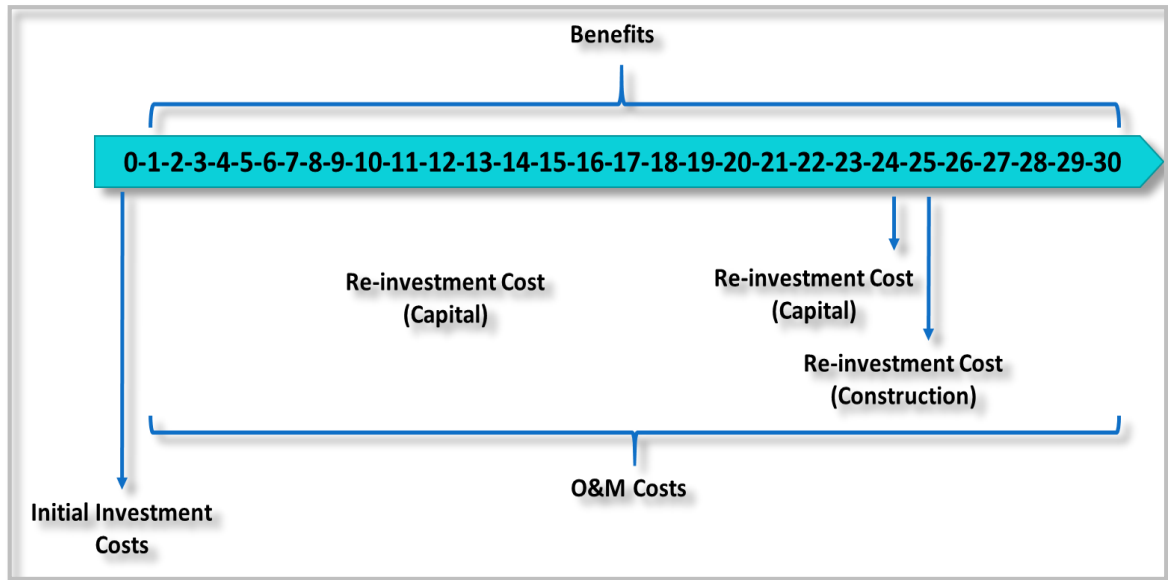 Benefits
0-1-2-3-4-5-6-7-8-9-10-11-12-13-14-15-16-17-18-19-20-21-22-23-24-25-26-27-28-29-30
Re-investment Cost
(Capital)
Re-investment Cost
(Capital)
Re-investment Cost
(Construction)
O&M Costs
Initial Investment
Costs